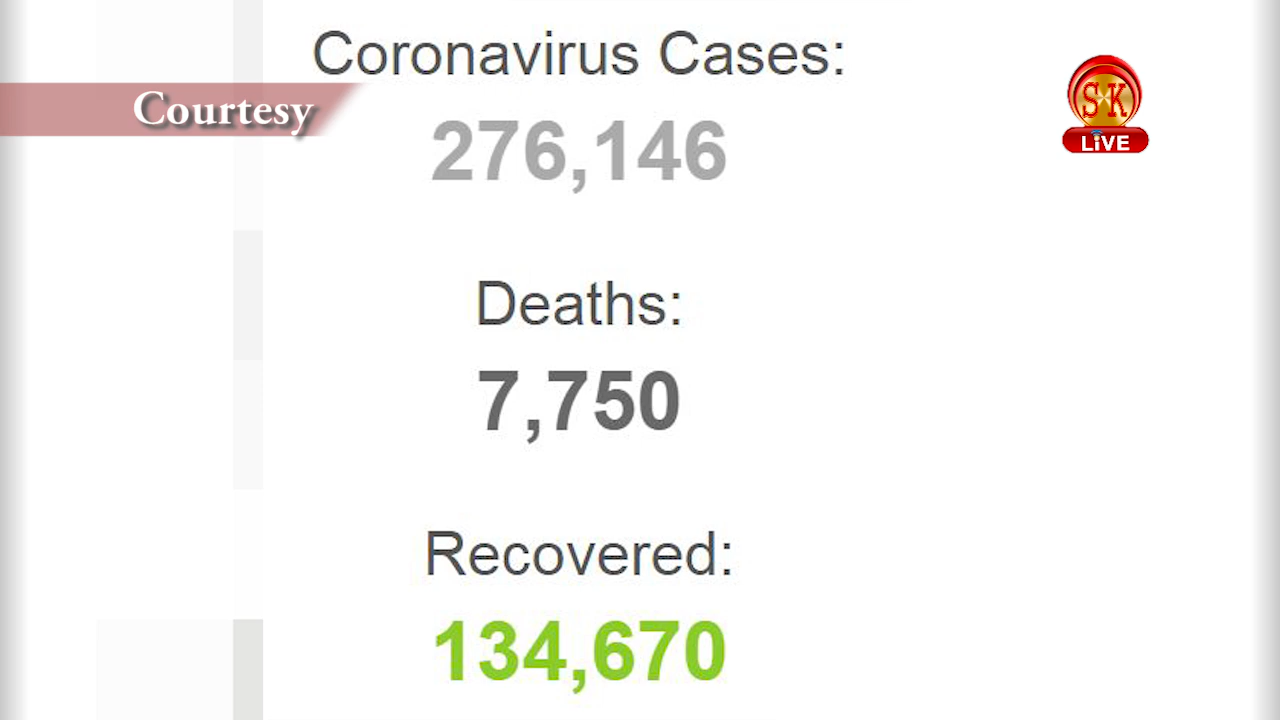 Coronavirus Cases:
Courtesy
276,146
Deaths:
7,750
Recovered:
134,670
SK
LiVE